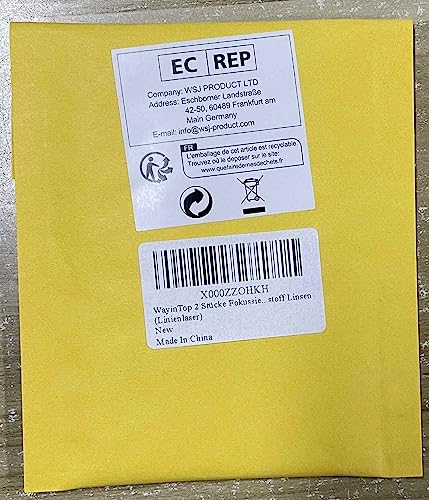 EC REP
Company: WSJ PRODUCT LTD
Address: Eschborner Landstraße
42-50, 60489 Frankfurt am
Main Germany
E-mail: info@wsj-product.com
FR
L'emballage de cet article est recyclable
Trouvez où le déposer sur le site:
www.quefairedemesdechets.fr
X000ZZOHKH
WayinTop 2 Stücke Fokussie...stoff Linsen
(Linienlaser)
New
Made In China